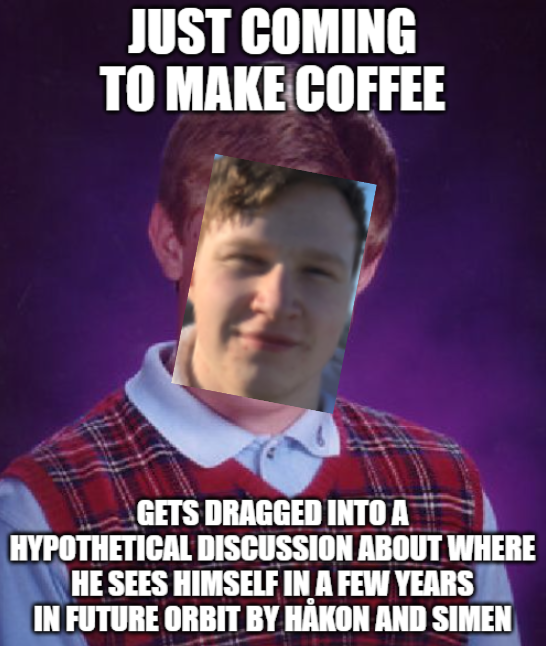 JUST COMING
TO MAKE COFFEE
GETS DRAGGED INTO A
HYPOTHETICAL DISCUSSION ABOUT WHERE
HE SEES HIMSELF IN A FEW YEARS
IN FUTURE ORBIT BY HÅKON AND SIMEN